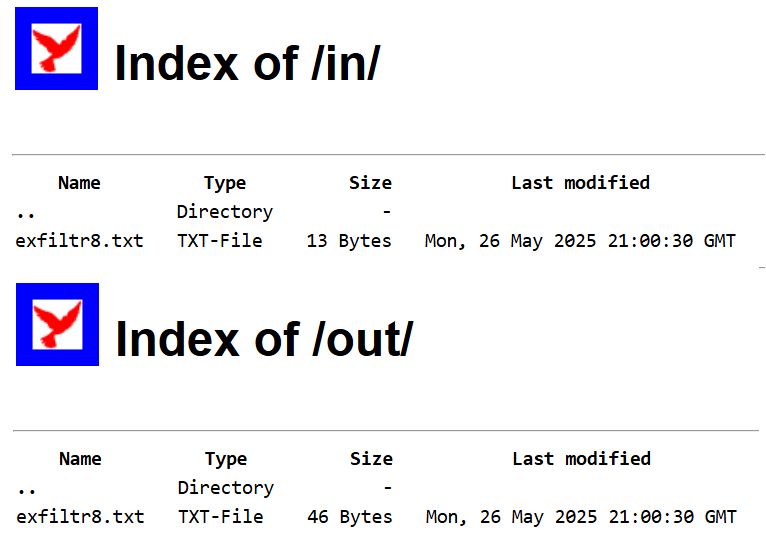 Index of /in/
Name Type Size Last modified
.. Directory -
exfiltr8.txt TXT-File 13 Bytes Mon, 26 May 2025 21:00:30 GMT
Index of /out/
Name Type Size Last modified
.. Directory -
exfiltr8.txt TXT-File 46 Bytes Mon, 26 May 2025 21:00:30 GMT